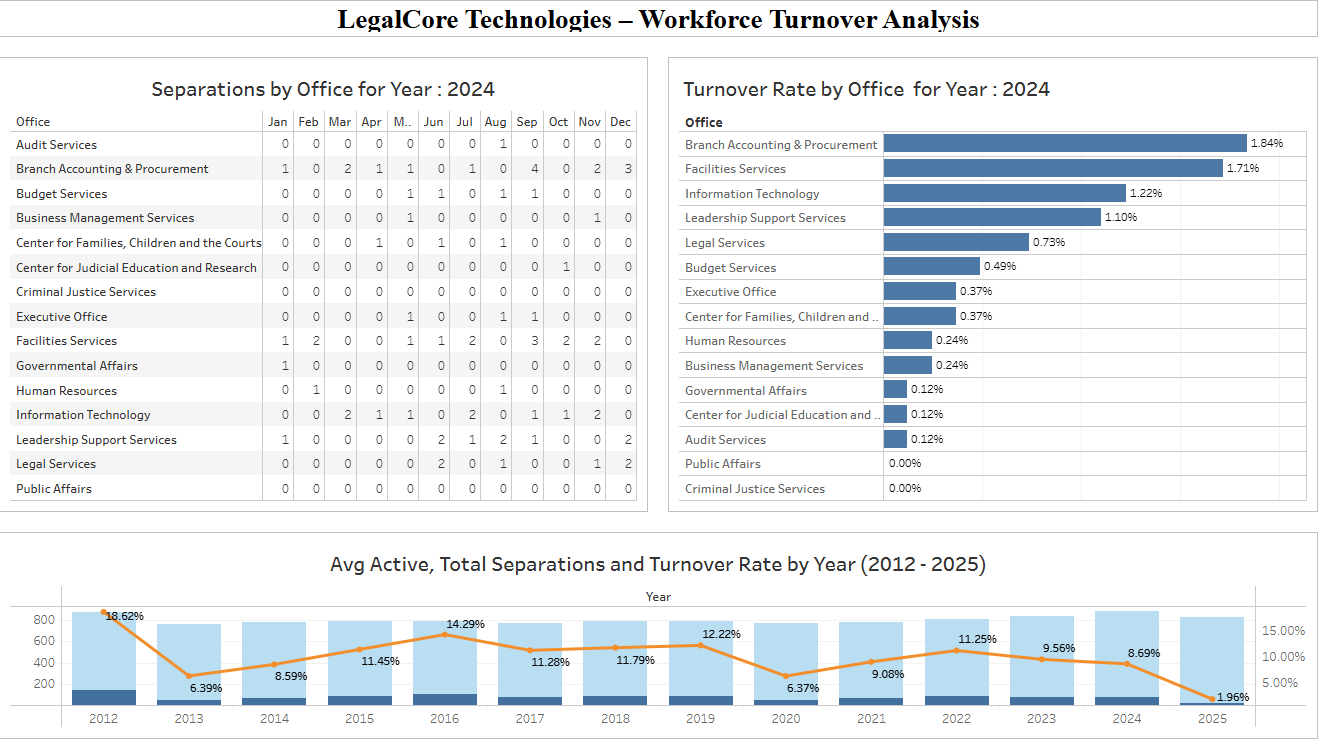 LegalCore Technologies – Workforce Turnover Analysis
Separations by Office for Year : 2024
Office Jan Feb Mar Apr M.. Jun Jul Aug Sep Oct Nov Dec
Audit Services 0 0 0 0 0 0 0 1 0 0 0 0
Branch Accounting & Procurement 1 0 2 1 1 0 1 0 4 0 2 3
Budget Services 0 0 0 0 1 1 0 1 1 0 0 0
Business Management Services 0 0 0 0 1 0 0 0 0 0 1 0
Center for Families, Children and the Courts 0 0 0 1 0 1 0 1 0 0 0 0
Center for Judicial Education and Research 0 0 0 0 0 0 0 0 0 1 0 0
Criminal Justice Services 0 0 0 0 0 0 0 0 0 0 0 0
Executive Office 0 0 0 0 1 0 0 1 1 0 0 0
Facilities Services 1 2 0 0 1 1 2 0 3 2 2 0
Governmental Affairs 1 0 0 0 0 0 0 0 0 0 0 0
Human Resources 0 1 0 0 0 0 0 1 0 0 0 0
Information Technology 0 0 2 1 1 0 2 0 1 1 2 0
Leadership Support Services 1 0 0 0 0 2 1 2 1 0 0 2
Legal Services 0 0 0 0 0 2 0 1 0 0 1 2
Public Affairs 0 0 0 0 0 0 0 0 0 0 0 0
Turnover Rate by Office for Year : 2024
Office
Branch Accounting & Procurement 1.84%
Facilities Services 1.71%
Information Technology 1.22%
Leadership Support Services 1.10%
Legal Services 0.73%
Budget Services 0.49%
Executive Office 0.37%
Center for Families, Children and .. 0.37%
Human Resources 0.24%
Business Management Services 0.24%
Governmental Affairs 0.12%
Center for Judicial Education and .. 0.12%
Audit Services 0.12%
Public Affairs 0.00%
Criminal Justice Services 0.00%
Avg Active, Total Separations and Turnover Rate by Year (2012 - 2025)
Year
800
600
400
200
18.62% 6.39% 8.59% 11.45% 14.29% 11.28% 11.79% 12.22% 6.37% 9.08% 11.25% 9.56% 8.69% 1.96%
15.00%
10.00%
5.00%
2012 2013 2014 2015 2016 2017 2018 2019 2020 2021 2022 2023 2024 2025